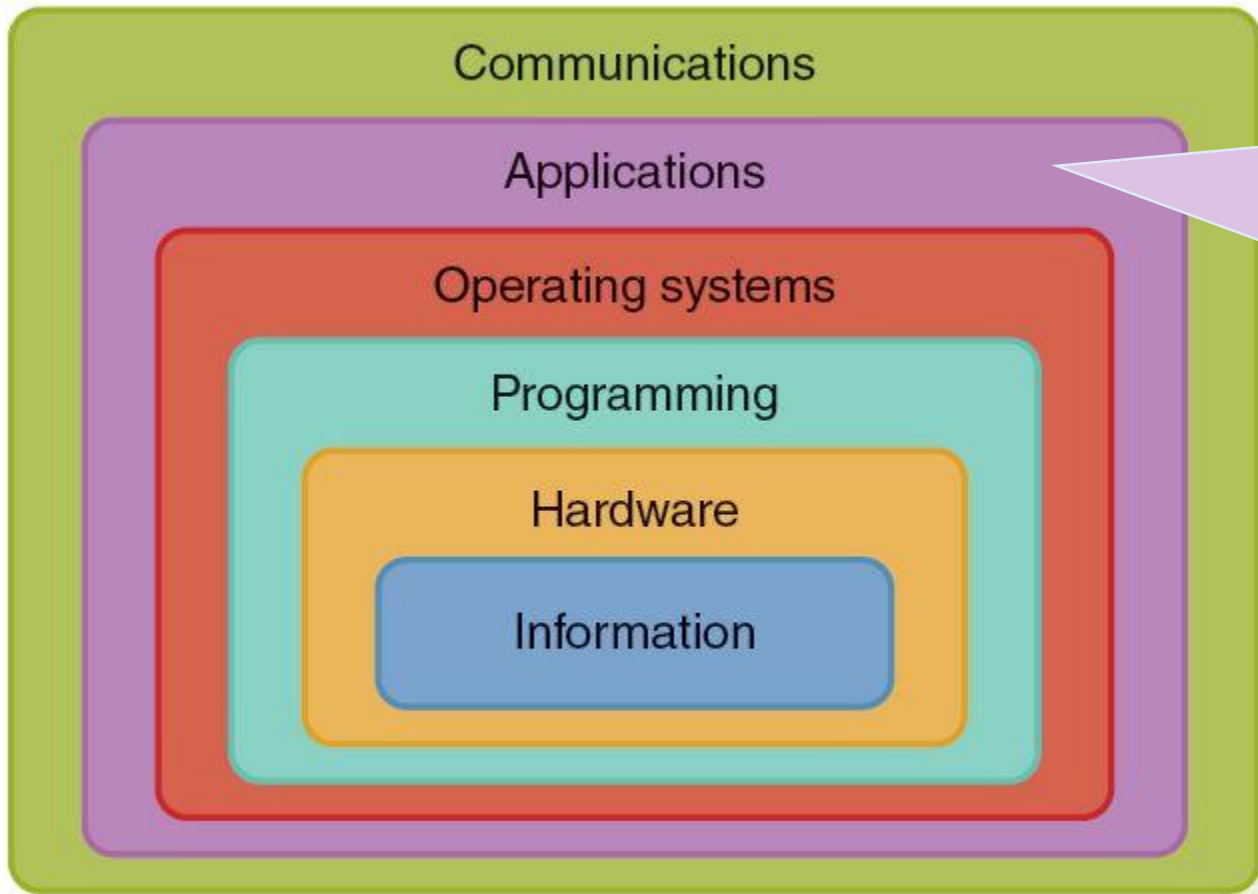 Communications
Applications
Operating systems
Programming
Hardware
Information